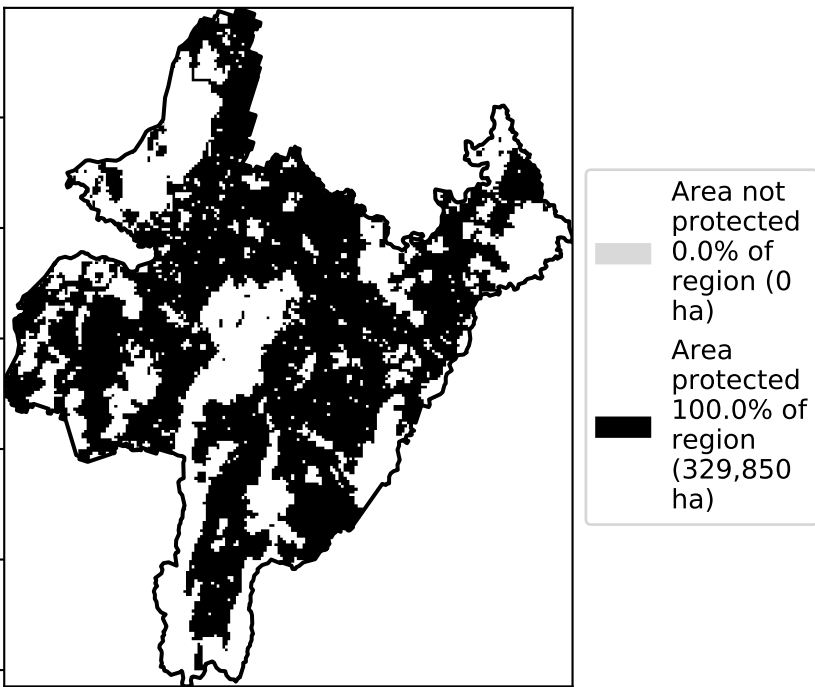 Area not
protected
0.0% of
region (0
ha)
Area
protected
100.0% of
region
(329,850
ha)